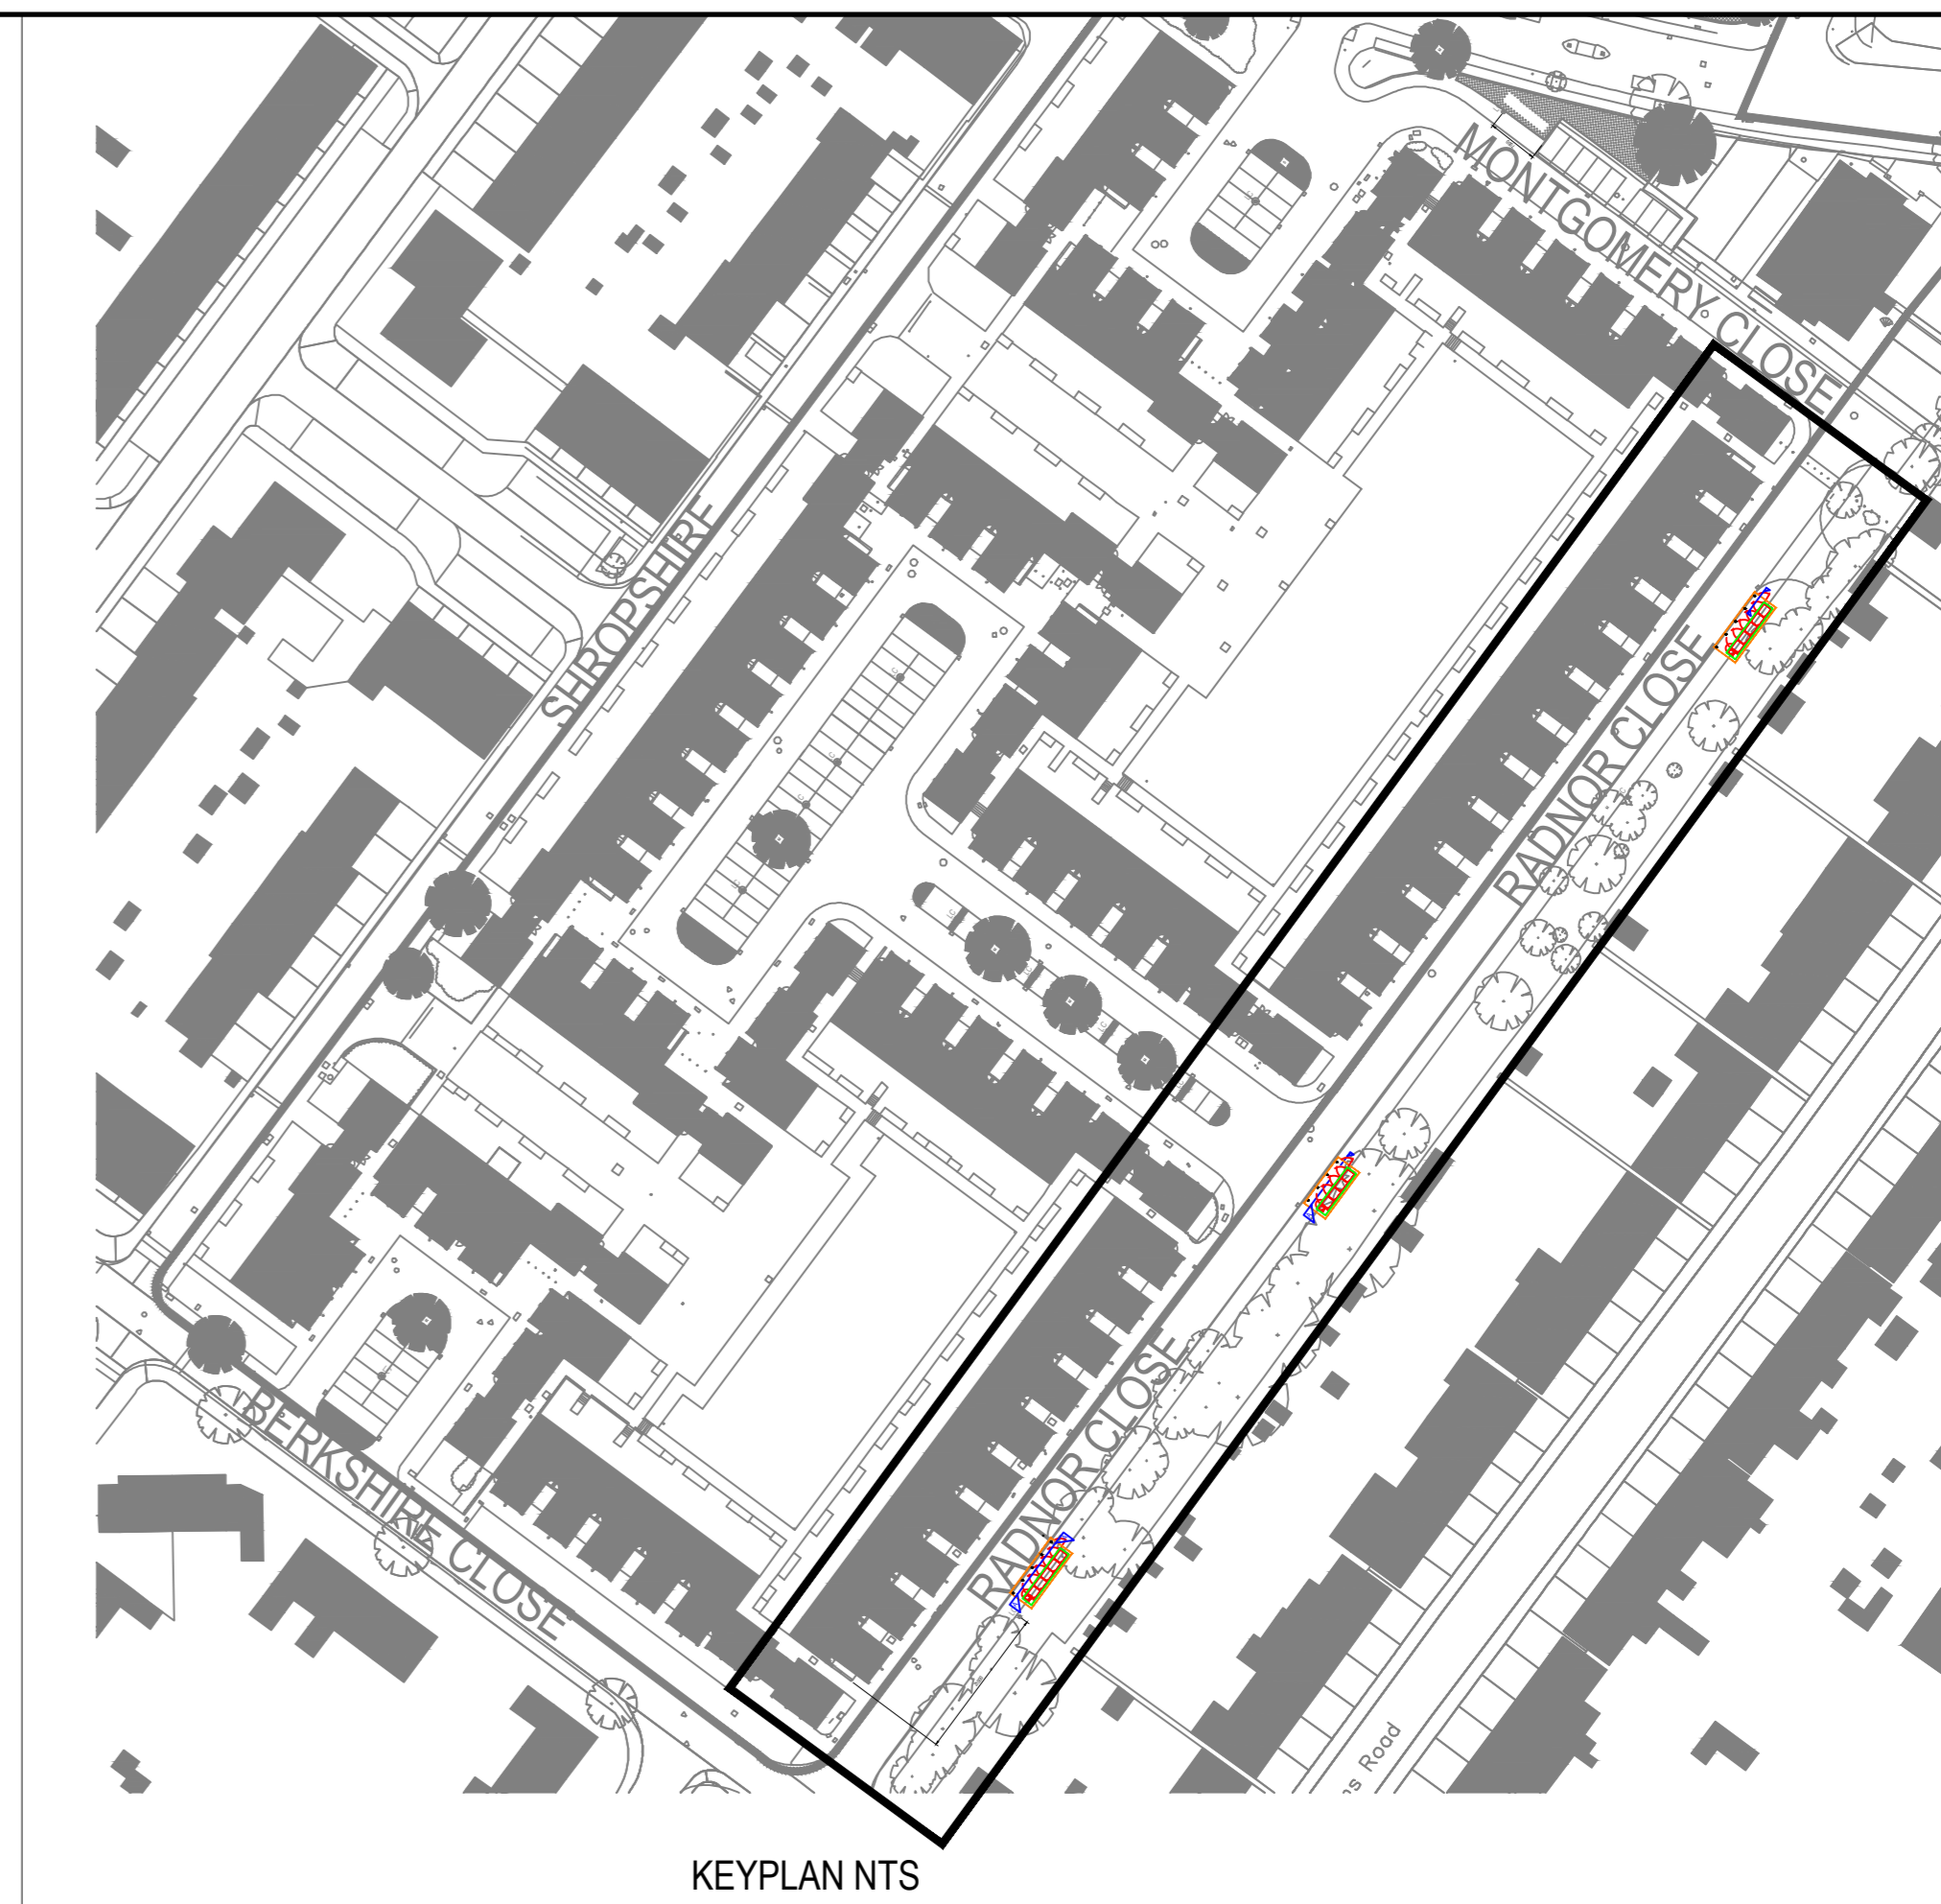 MONTGOMERY CLOSE
SHROPSHIRE
RADNOR CLOSE
RADNOR CLOSE
BERKSHIRE CLOSE
Road
KEYPLAN NTS